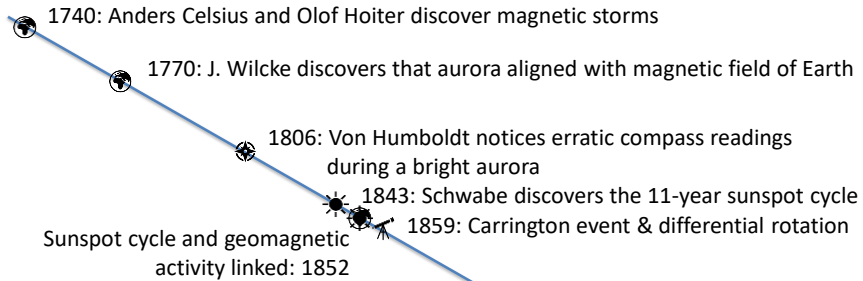 1740: Anders Celsius and Olof Hoiter discover magnetic storms
1770: J. Wilcke discovers that aurora aligned with magnetic field of Earth
1806: Von Humboldt notices erratic compass readings
during a bright aurora
1843: Schwabe discovers the 11-year sunspot cycle
1859: Carrington event & differential rotation
Sunspot cycle and geomagnetic
activity linked: 1852